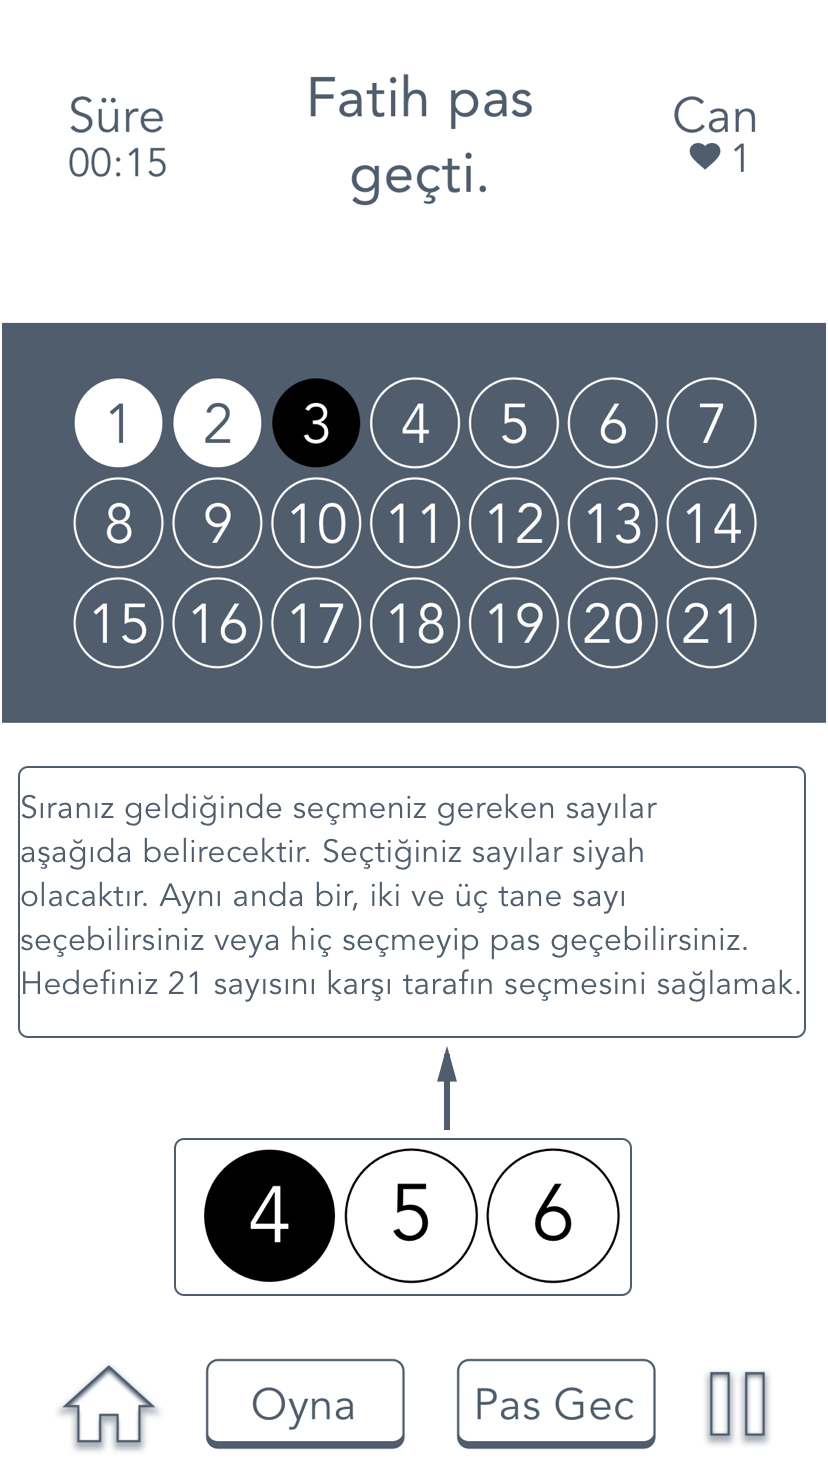 Süre
00:15
Fatih pas
geçti.
Can
1
1 2 3 4 5 6 7
8 9 10 11 12 13 14
15 16 17 18 19 20 21
Sıranız geldiğinde seçmeniz gereken sayılar
aşağıda belirecektir. Seçtiğiniz sayılar siyah
olacaktır. Aynı anda bir, iki ve üç tane sayı
seçebilirsiniz veya hiç seçmeyip pas geçebilirsiniz.
Hedefiniz 21 sayısını karşı tarafın seçmesini sağlamak.
4 5 6
Oyna
Pas Gec